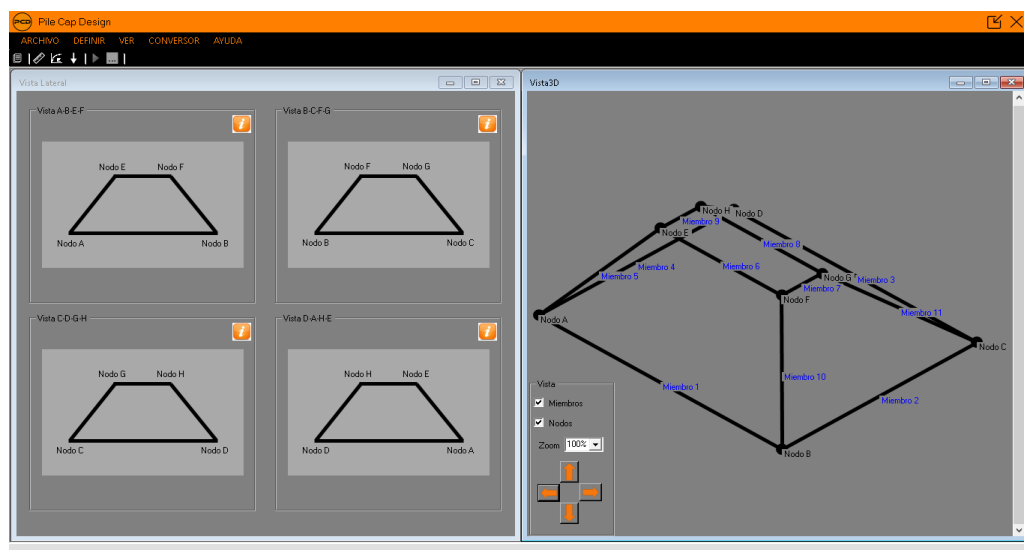 PCD Pile Cap Design
ARCHIVO DEFINIR VER CONVERSOR AYUDA
Vista Lateral
Vista A-B-E-F
Nodo E Nodo F
Nodo A Nodo B
Vista B-C-F-G
Nodo F Nodo G
Nodo B Nodo C
Vista C-D-G-H
Nodo G Nodo H
Nodo C Nodo D
Vista D-A-H-E
Nodo H Nodo E
Nodo D Nodo A
Vista3D
Nodo H Nodo D
Miembro 9
Nodo E
Miembro 8
Miembro 4 Miembro 6
Miembro 5 Nodo G Miembro 3
Miembro 7
Nodo F
Miembro 11
Nodo A
Nodo C
Miembro 10
Miembro 1
Miembro 2
Nodo B
Vista
Miembros
Nodos
Zoom 100%